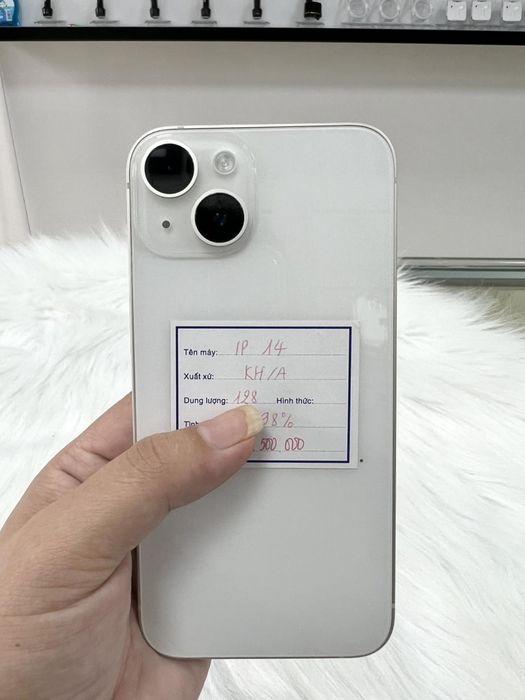 Tên máy: IP 14
Xuất xứ: KH/A
Dung lượng: 128 Hình thức:
98%
500.000